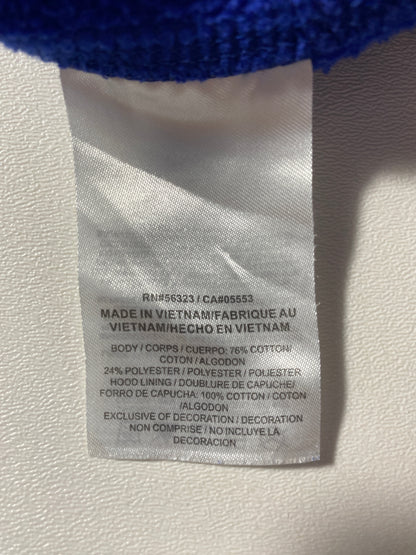 RN#56323 / CA#05553
MADE IN VIETNAM/FABRIQUE AU
VIETNAM/HECHO EN VIETNAM
BODY / CORPS / CUERPO: 76% COTTON/
COTON / ALGODON
24% POLYESTER / POLYESTER / POLIESTER
HOOD LINING / DOUBLURE DE CAPUCHE/
FORRO DE CAPUCHA: 100% COTTON / COTON
/ALGODON
EXCLUSIVE OF DECORATION / DECORATION
NON COMPRISE / NO INCLUYE LA
DECORACION